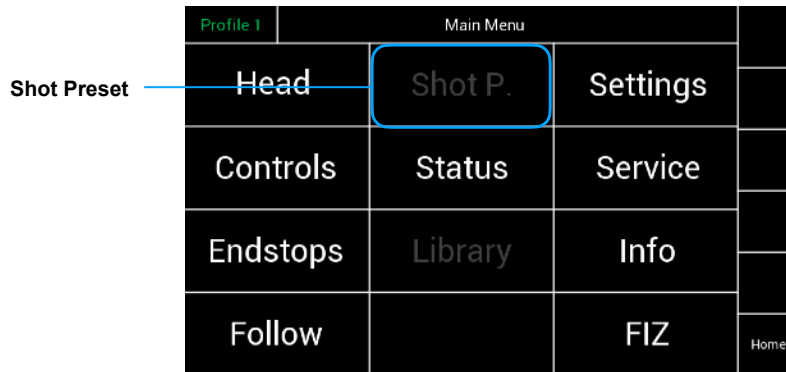 Profile 1 Main Menu
Shot Preset
Head Shot P. Settings
Controls Status Service
Endstops Library Info
Follow FIZ
Home